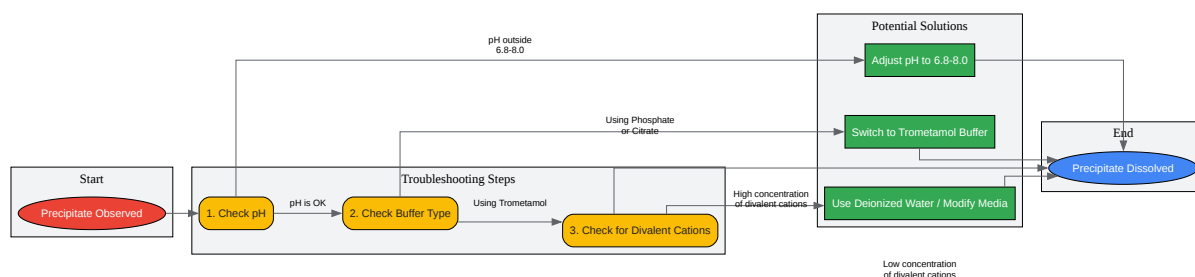 Potential Solutions
pH outside
6.8-8.0
Adjust pH to 6.8-8.0
Using Phosphate
or Citrate
Switch to Trometamol Buffer
End
Precipitate Dissolved
Start
Precipitate Observed
Troubleshooting Steps
1. Check pH
pH is OK
2. Check Buffer Type
Using Trometamol
3. Check for Divalent Cations
High concentration
of divalent cations
Use Deionized Water / Modify Media
Low concentration
of divalent cations